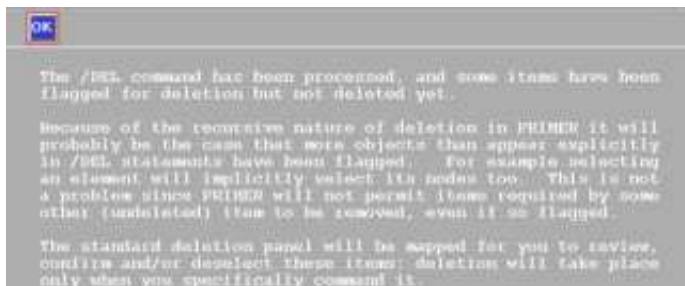 OK
The /DEL command has been processed, and some items have been
flagged for deletion but not deleted yet.
Because of the recursive nature of deletion in PRIMER it will
probably be the case that more objects than appear explicitly
in /DEL statements have been flagged. For example selecting
an element will implicitly select its nodes too. This is not
a problem since PRIMER will not permit items required by some
other (undeleted) item to be removed, even if so flagged.
The standard deletion panel will be mapped for you to review,
confirm and/or deselect these items: deletion will take place
only when you specifically command it.